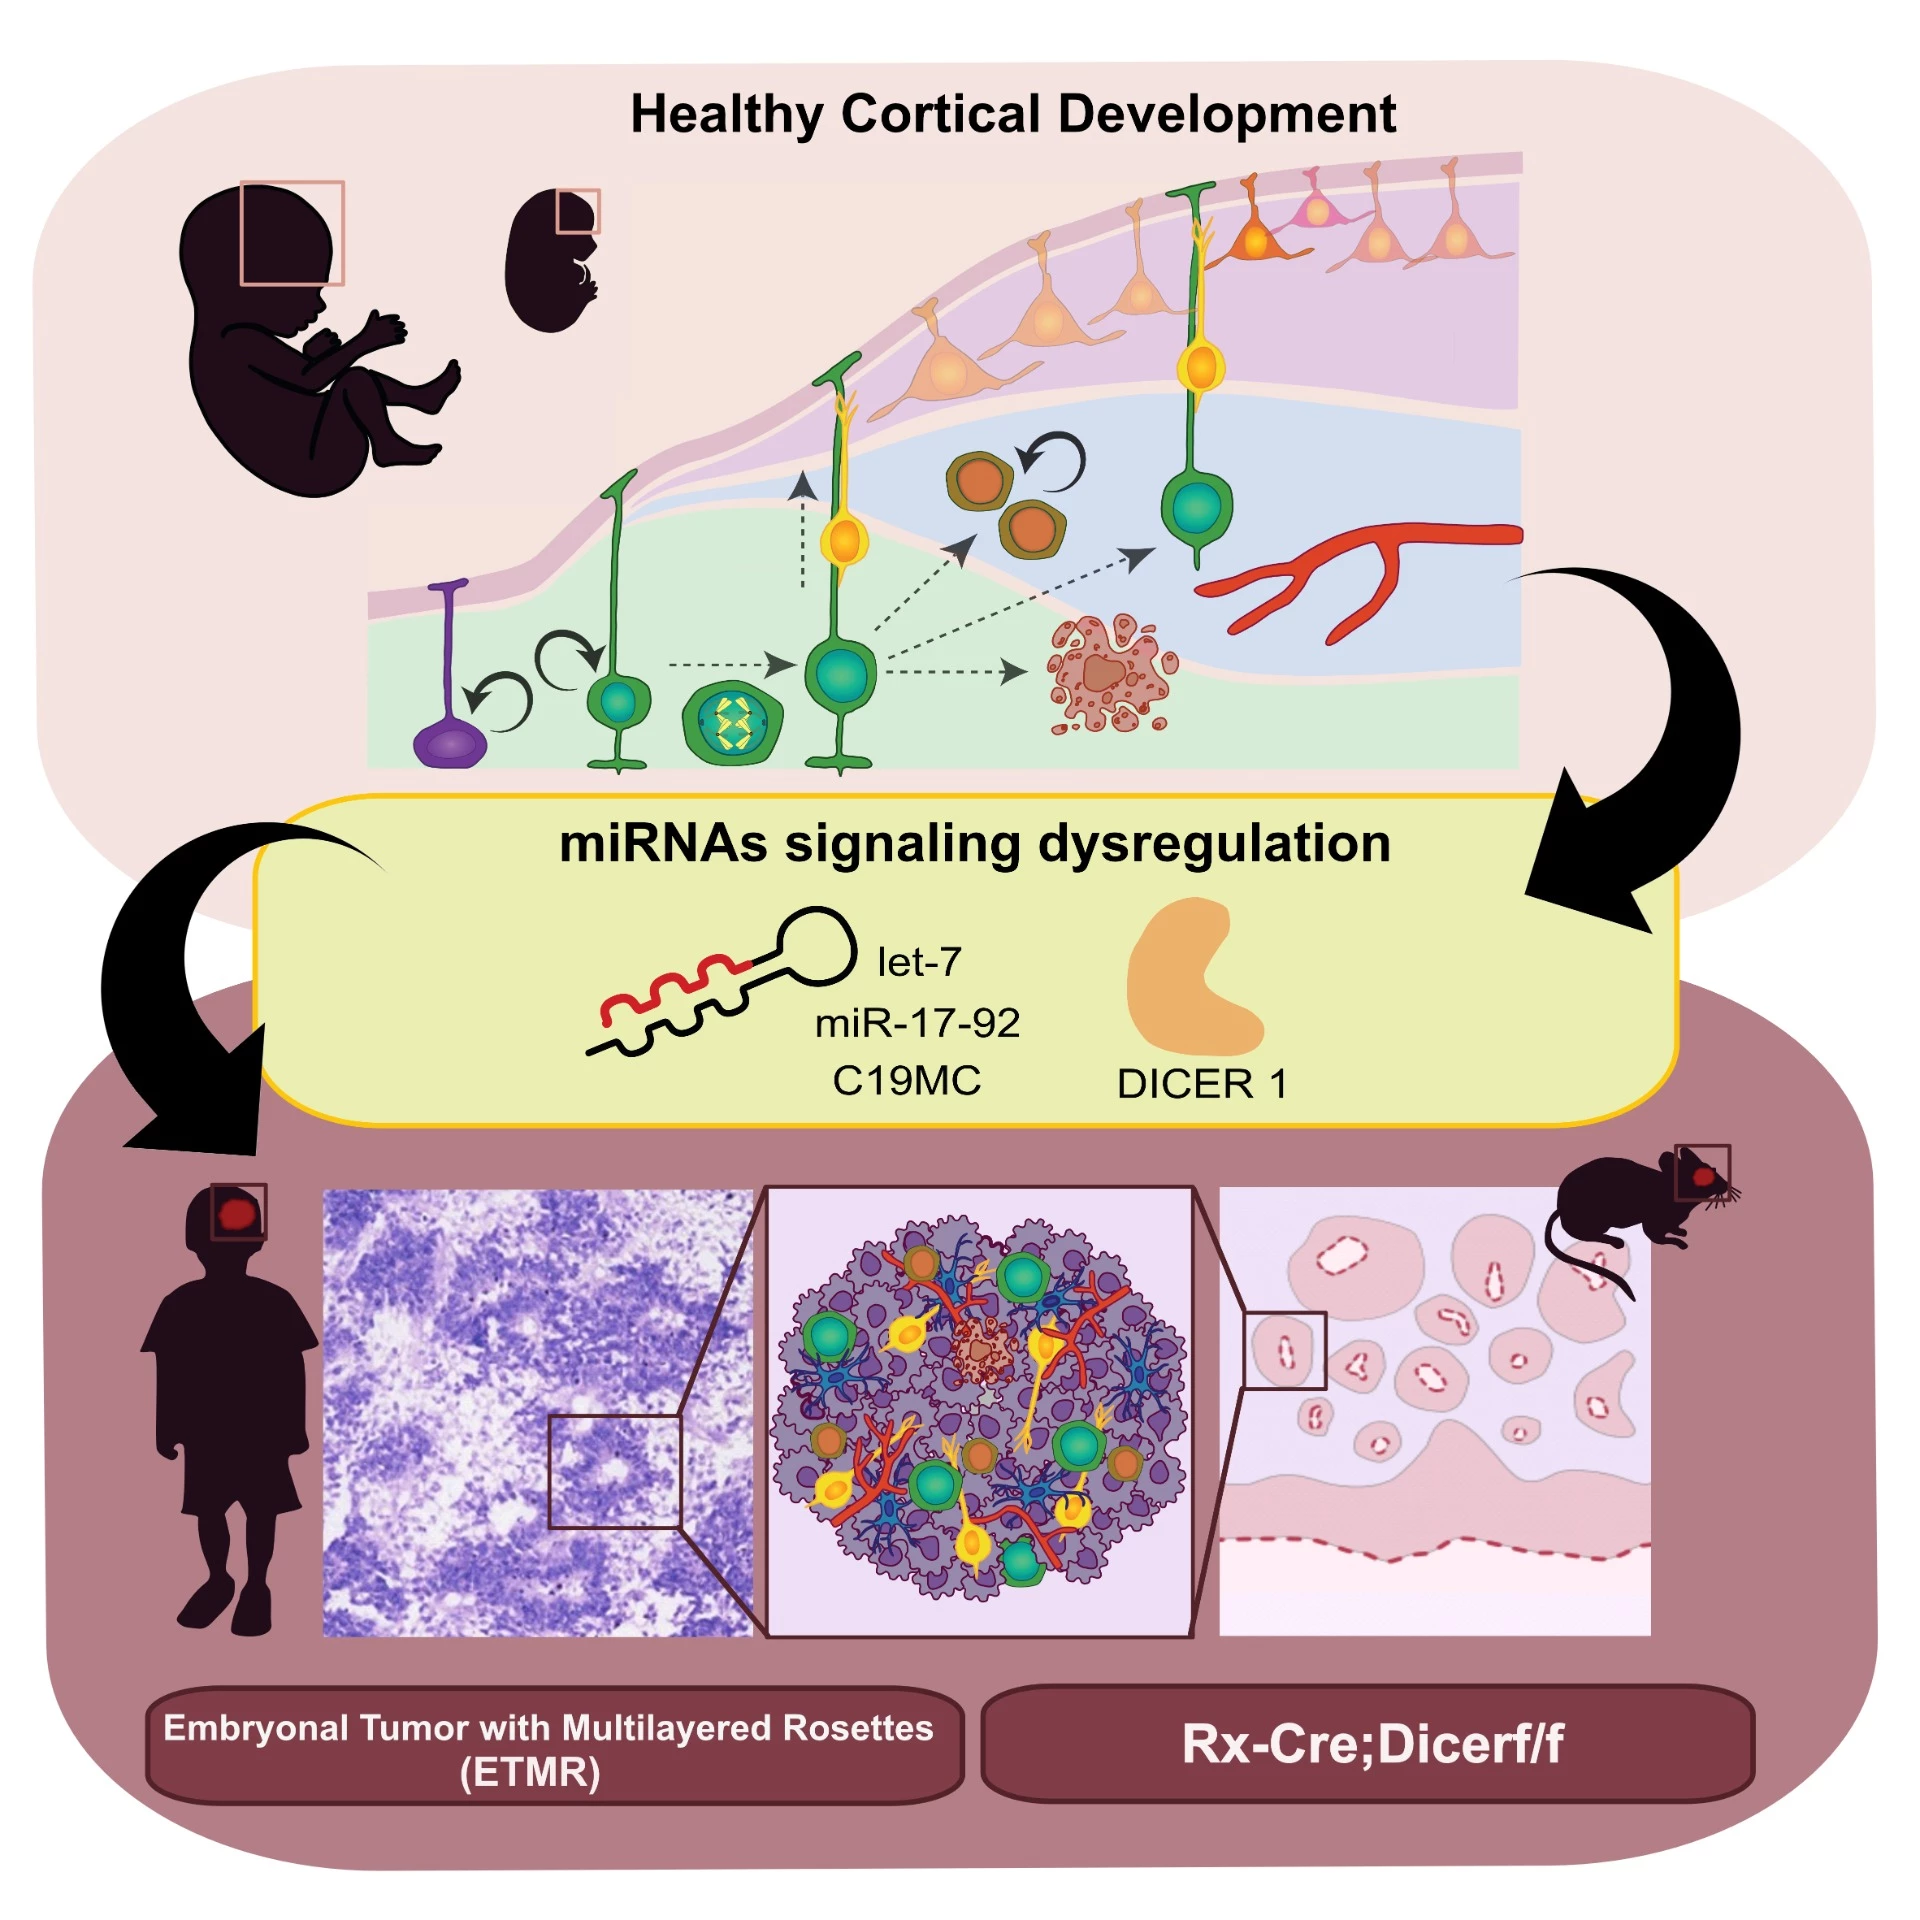 Healthy Cortical Development
miRNAs signaling dysregulation
let-7
miR-17-92
C19MC
DICER 1
Embryonal Tumor with Multilayered Rosettes
(ETMR)
Rx-Cre;Dicerf/f